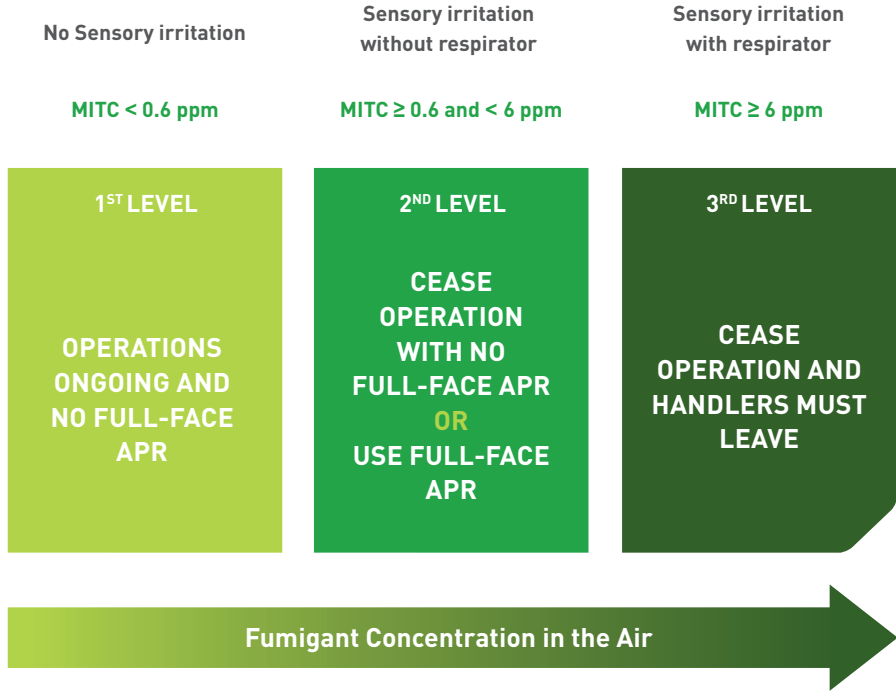 No Sensory irritation
Sensory irritation
without respirator
Sensory irritation
with respirator
MITC < 0.6 ppm
MITC ≥ 0.6 and < 6 ppm
MITC ≥ 6 ppm
1ST LEVEL
OPERATIONS
ONGOING AND
NO FULL-FACE
APR
2ND LEVEL
CEASE
OPERATION
WITH NO
FULL-FACE APR
OR
USE FULL-FACE
APR
3RD LEVEL
CEASE
OPERATION AND
HANDLERS MUST
LEAVE
Fumigant Concentration in the Air